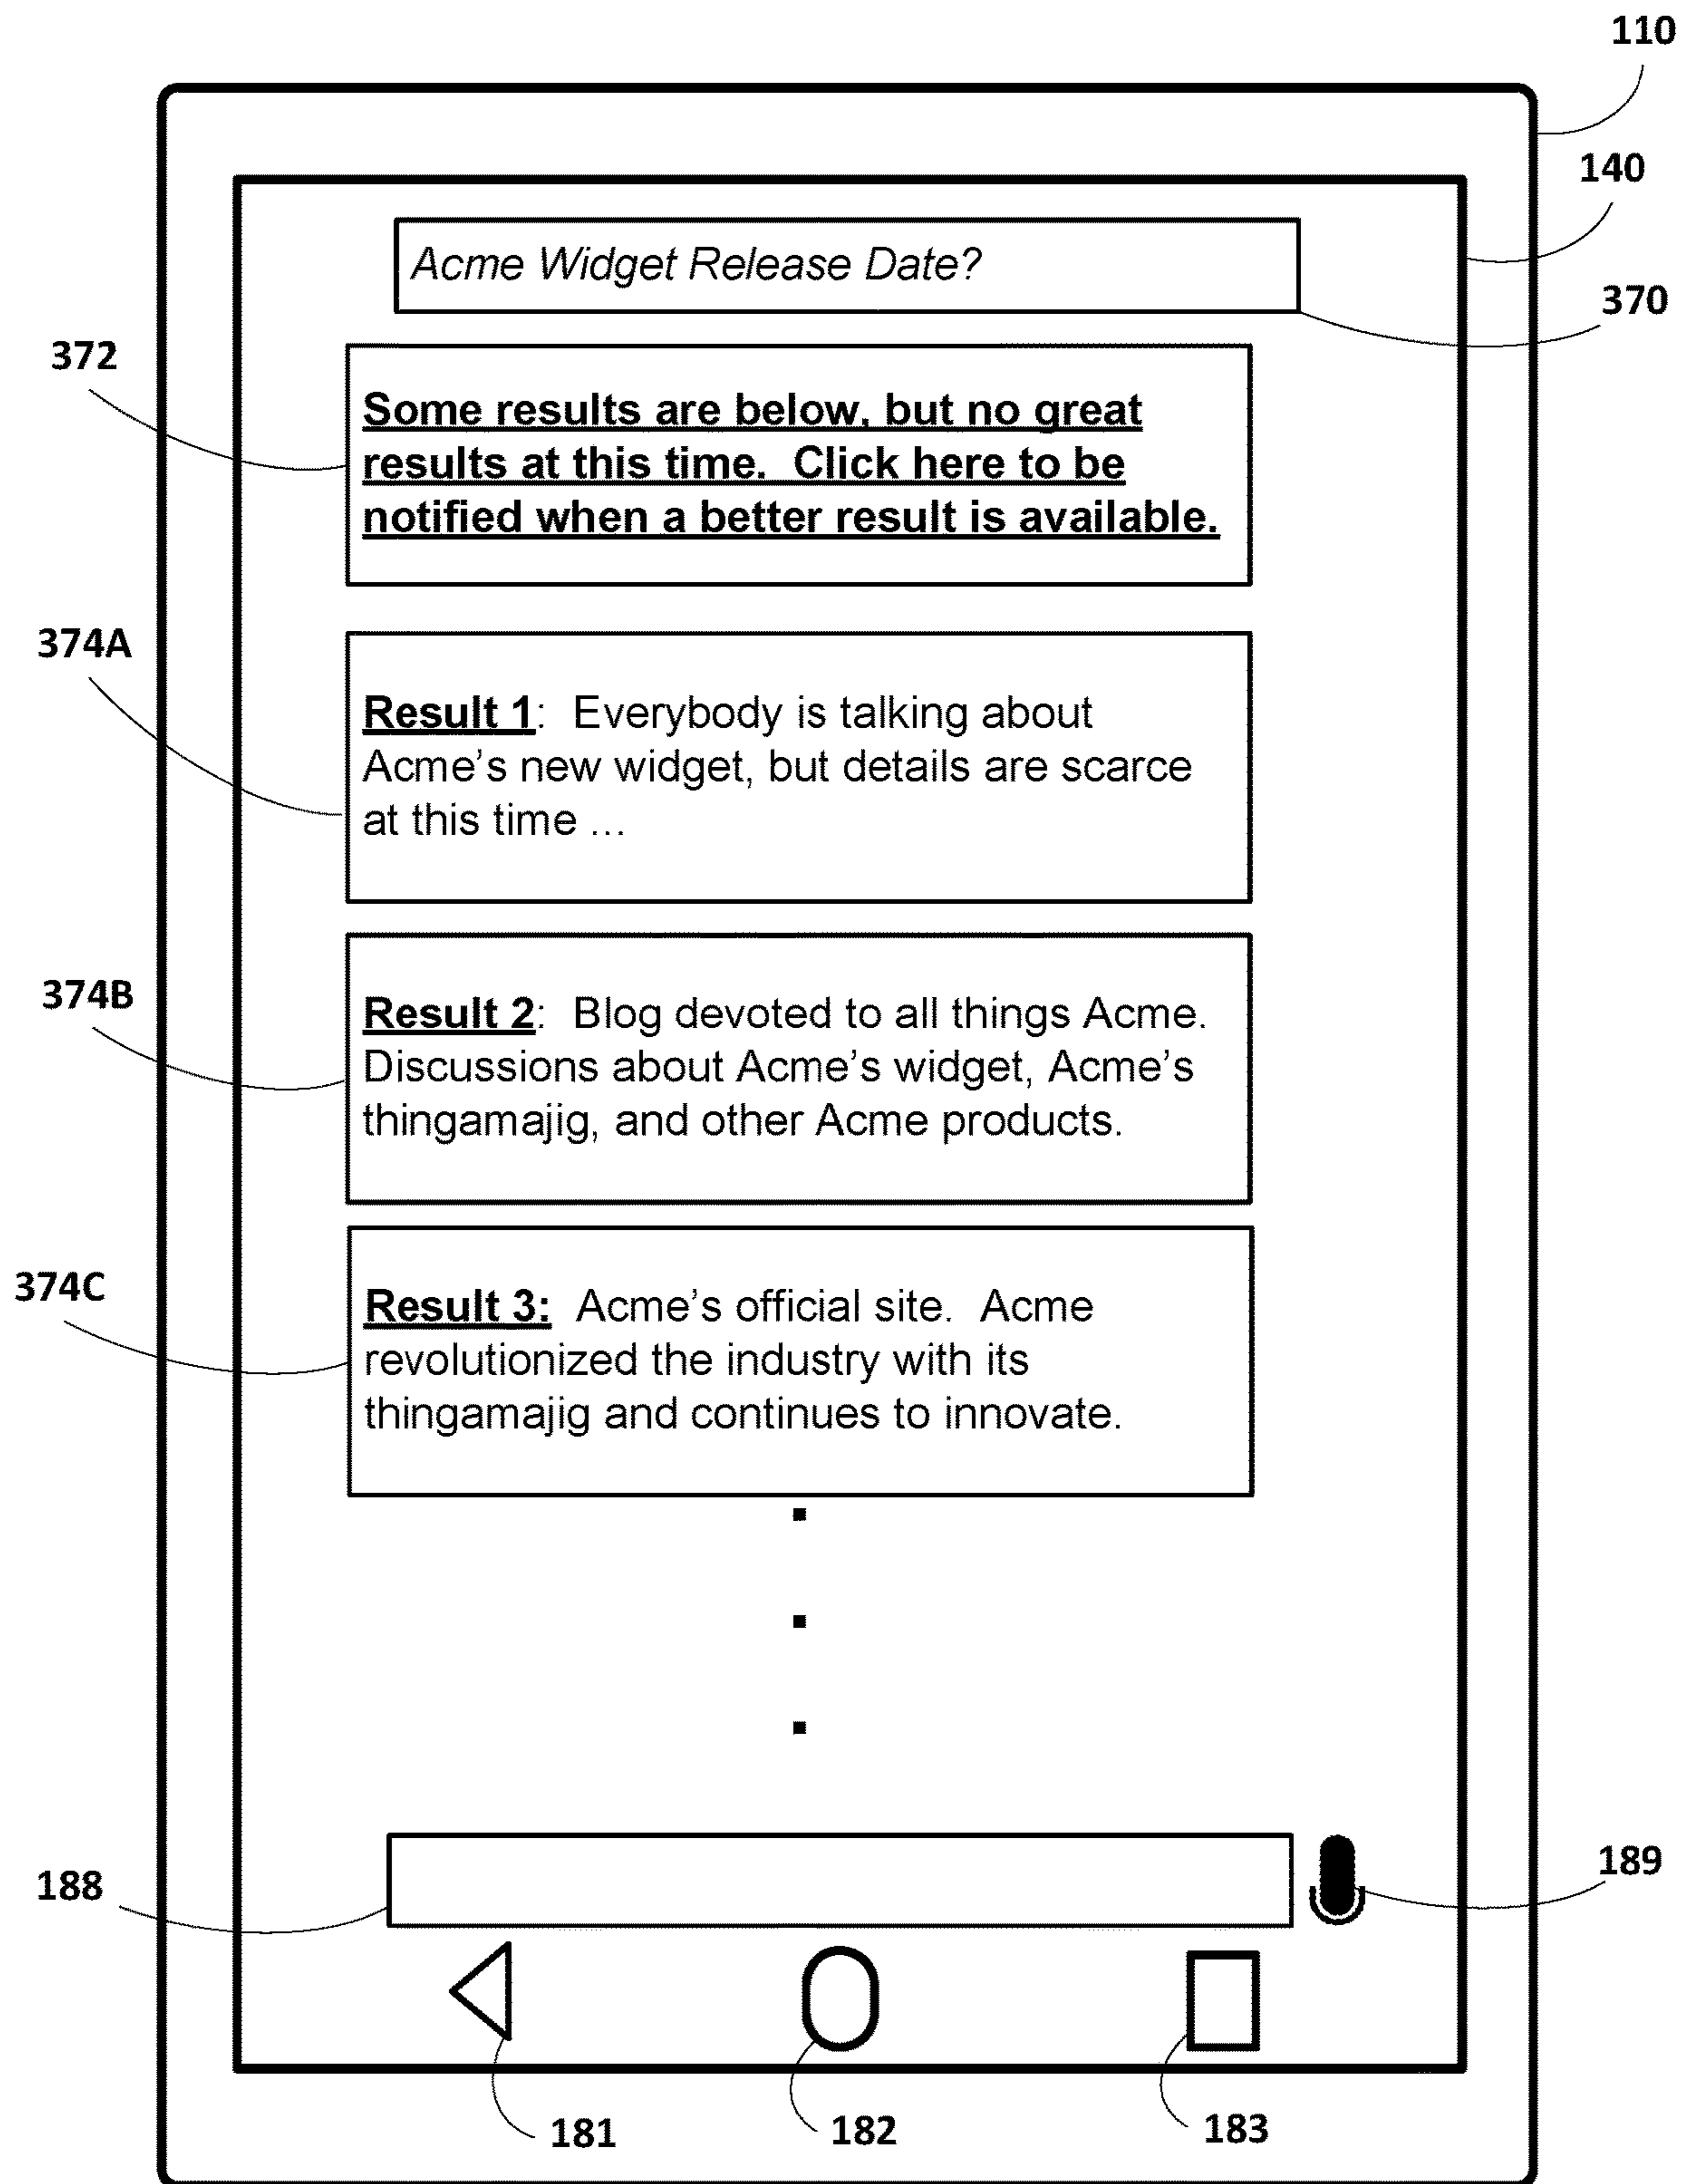 110
140
Acme Widget Release Date?
370
372
Some results are below, but no great
results at this time.  Click here to be
notified when a better result is available.
374A
Result 1:  Everybody is talking about
Acme's new widget, but details are scarce
at this time ...
374B
Result 2:  Blog devoted to all things Acme.
Discussions about Acme's widget, Acme's
thingamajig, and other Acme products.
374C
Result 3:  Acme's official site.  Acme
revolutionized the industry with its
thingamajig and continues to innovate.
188
189
181
182
183